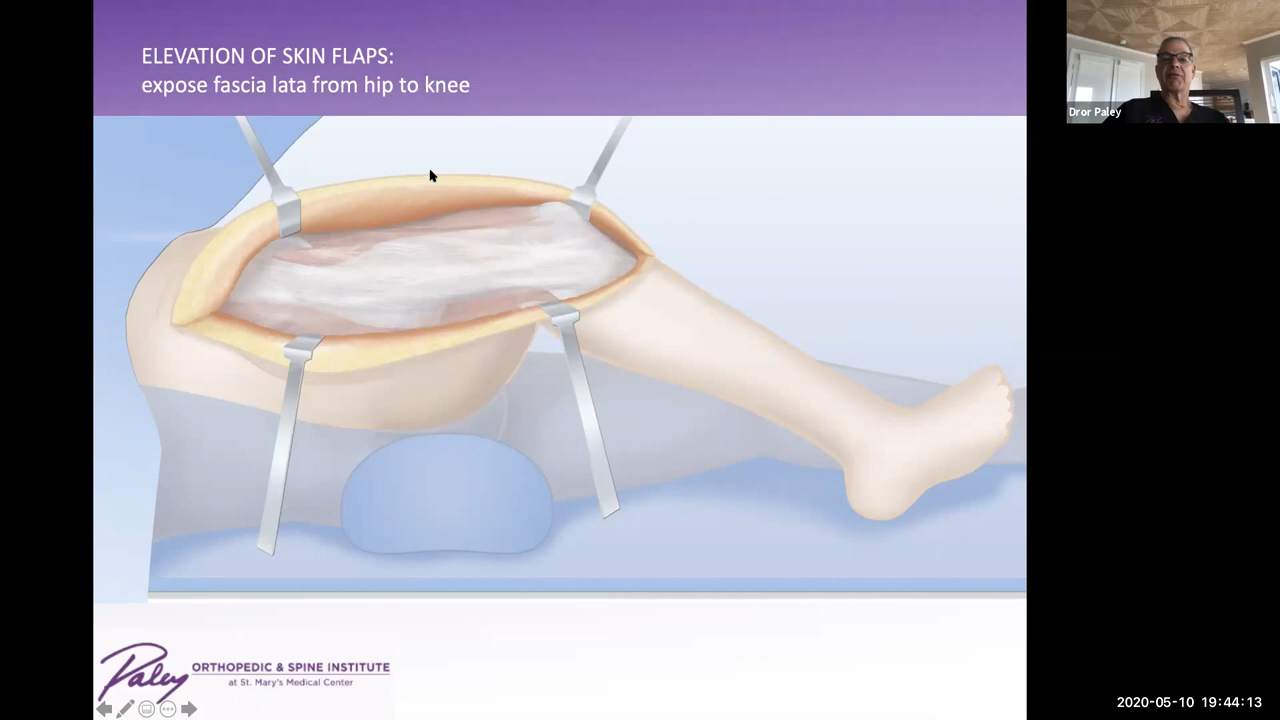 ELEVATION OF SKIN FLAPS:
expose fascia lata from hip to knee
Dror Paley
Paley
ORTHOPEDIC & SPINE INSTITUTE
at St. Mary's Medical Center
2020-05-10 19:44:13